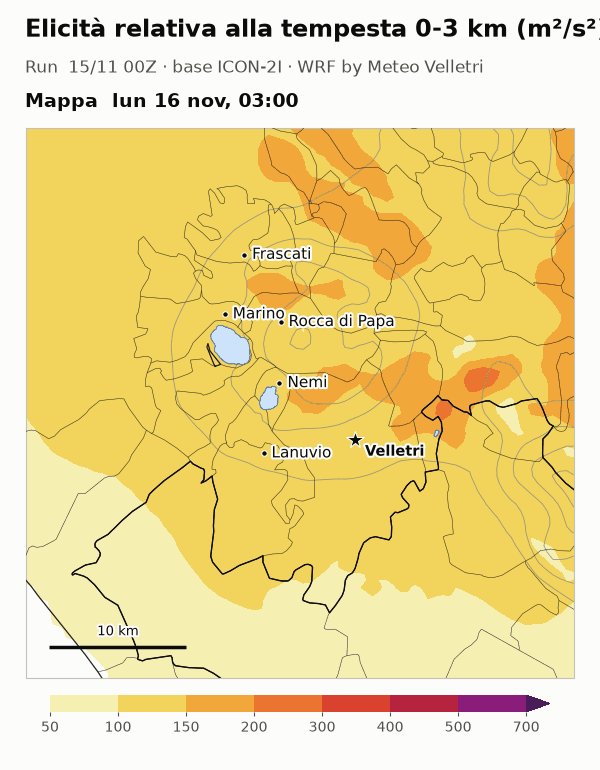 Elicità relativa alla tempesta 0-3 km (m²/s²)
Run  15/11 00Z · base ICON-2I · WRF by Meteo Velletri
Mappa  lun 16 nov, 03:00
Frascati
Marino
Rocca di Papa
Nemi
Velletri
Lanuvio
10 km
50 100 150 200 300 400 500 700